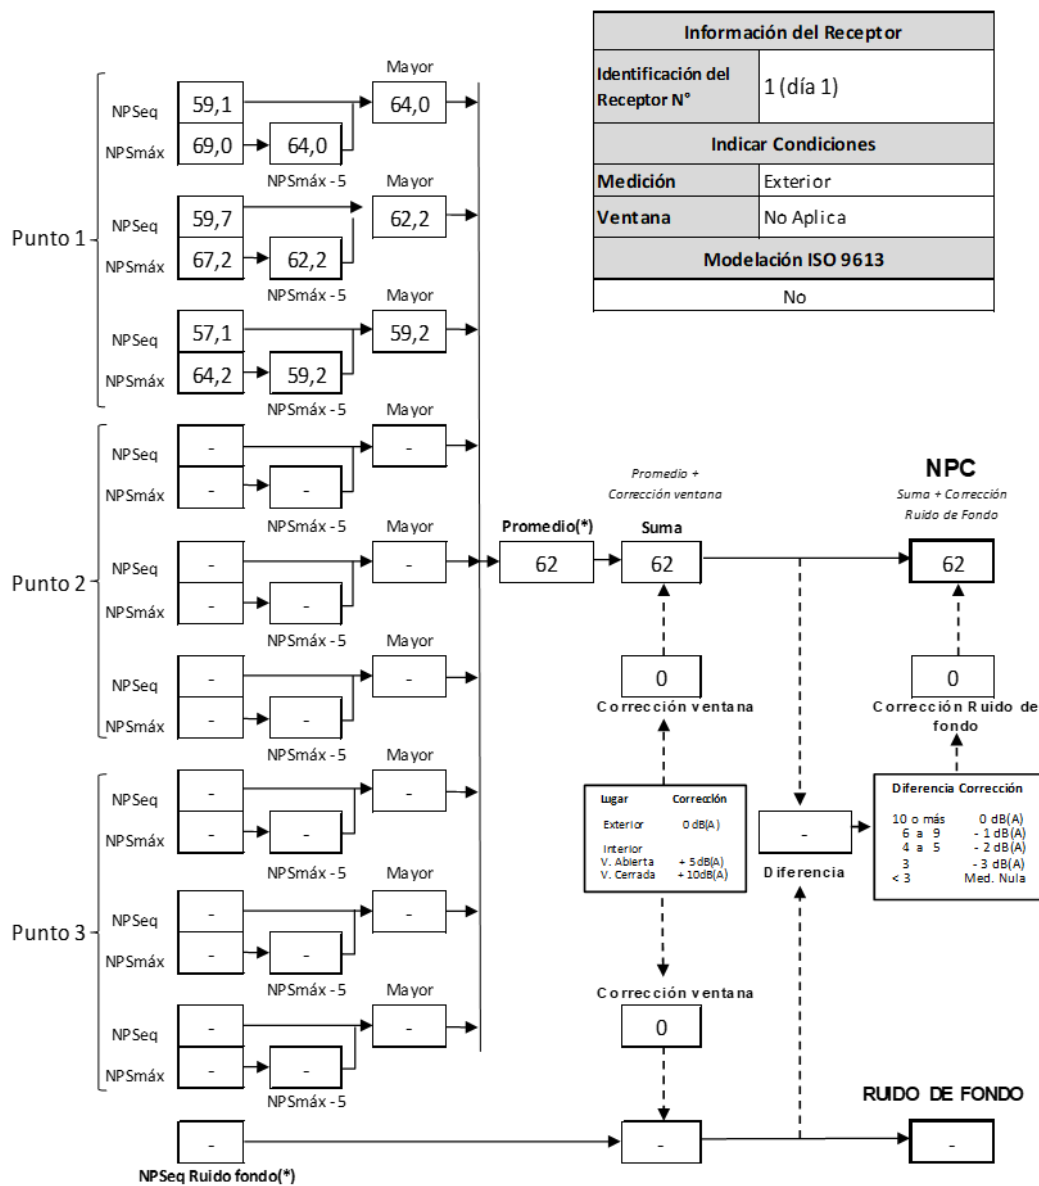 Información del Receptor
Identificación del Receptor N°
1 (día 1)
Indicar Condiciones
Medición
Exterior
Ventana
No Aplica
Modelación ISO 9613
No
Punto 1
Mayor
NPSeq
59,1
64,0
NPSmáx
69,0
64,0
NPSmáx - 5
Mayor
NPSeq
59,7
62,2
NPSmáx
67,2
62,2
NPSmáx - 5
Mayor
NPSeq
57,1
59,2
NPSmáx
64,2
59,2
NPSmáx - 5
Punto 2
Mayor
NPSeq
-
-
NPSmáx
-
-
NPSmáx - 5
Mayor
NPSeq
-
-
NPSmáx
-
-
NPSmáx - 5
Mayor
NPSeq
-
-
NPSmáx
-
-
NPSmáx - 5
Punto 3
Mayor
NPSeq
-
-
NPSmáx
-
-
NPSmáx - 5
Mayor
NPSeq
-
-
NPSmáx
-
-
NPSmáx - 5
Mayor
NPSeq
-
-
NPSmáx
-
-
NPSmáx - 5
Promedio(*)
62
Promedio +
Corrección ventana
Suma
62
NPC
Suma + Corrección
Ruido de Fondo
62
0
Corrección ventana
0
Corrección Ruido de
fondo
Lugar Corrección
Exterior 0 dB(A)
Interior
V. Abierta + 5dB(A)
V. Cerrada + 10dB(A)
-
Diferencia
Diferencia Corrección
10 o más 0 dB(A)
6 a 9 - 1 dB(A)
4 a 5 - 2 dB(A)
3 - 3 dB(A)
< 3 Med. Nula
Corrección ventana
0
RUIDO DE FONDO
-
-
-
NPSeq Ruido fondo(*)